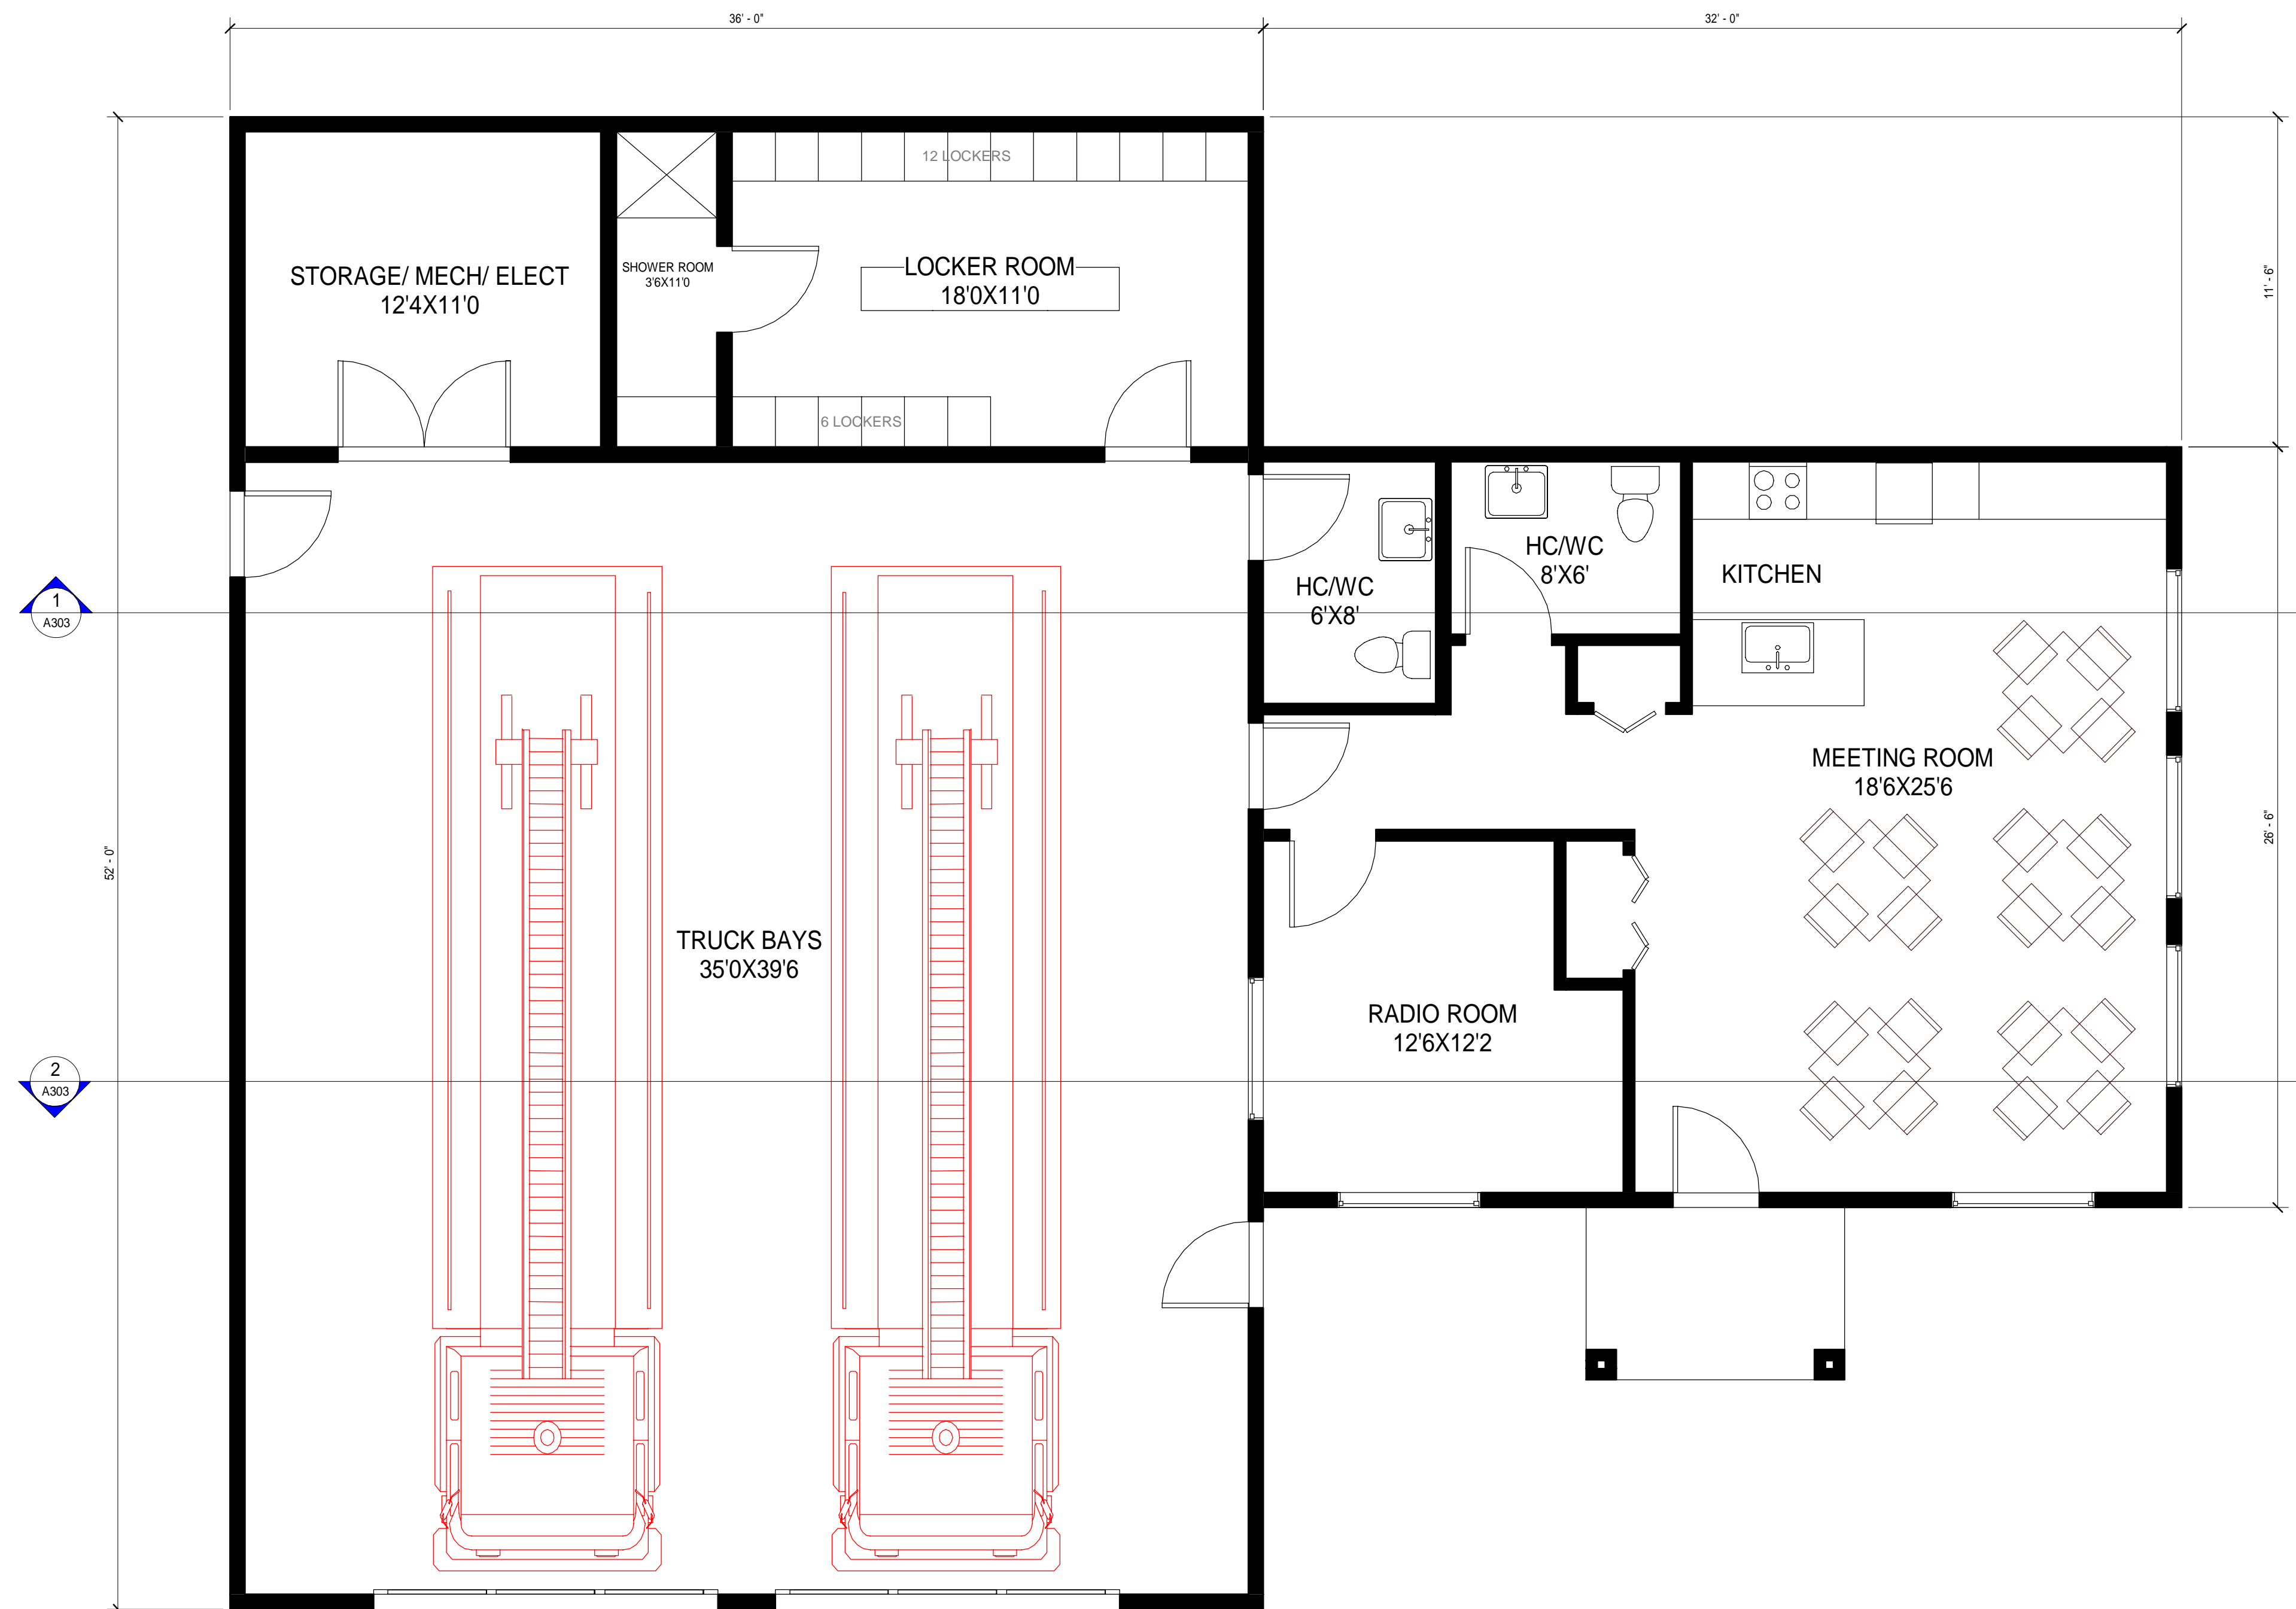 36' - 0"
32' - 0"
12 LOCKERS
STORAGE/ MECH/ ELECT
12'4X11'0
SHOWER ROOM
3'6X11'0
LOCKER ROOM
18'0X11'0
11' - 6"
6 LOCKERS
HC/WC
8'X6'
KITCHEN
HC/WC
6'X8'
1
A303
MEETING ROOM
18'6X25'6
26' - 6"
52' - 0"
TRUCK BAYS
35'0X39'6
RADIO ROOM
12'6X12'2
2
A303